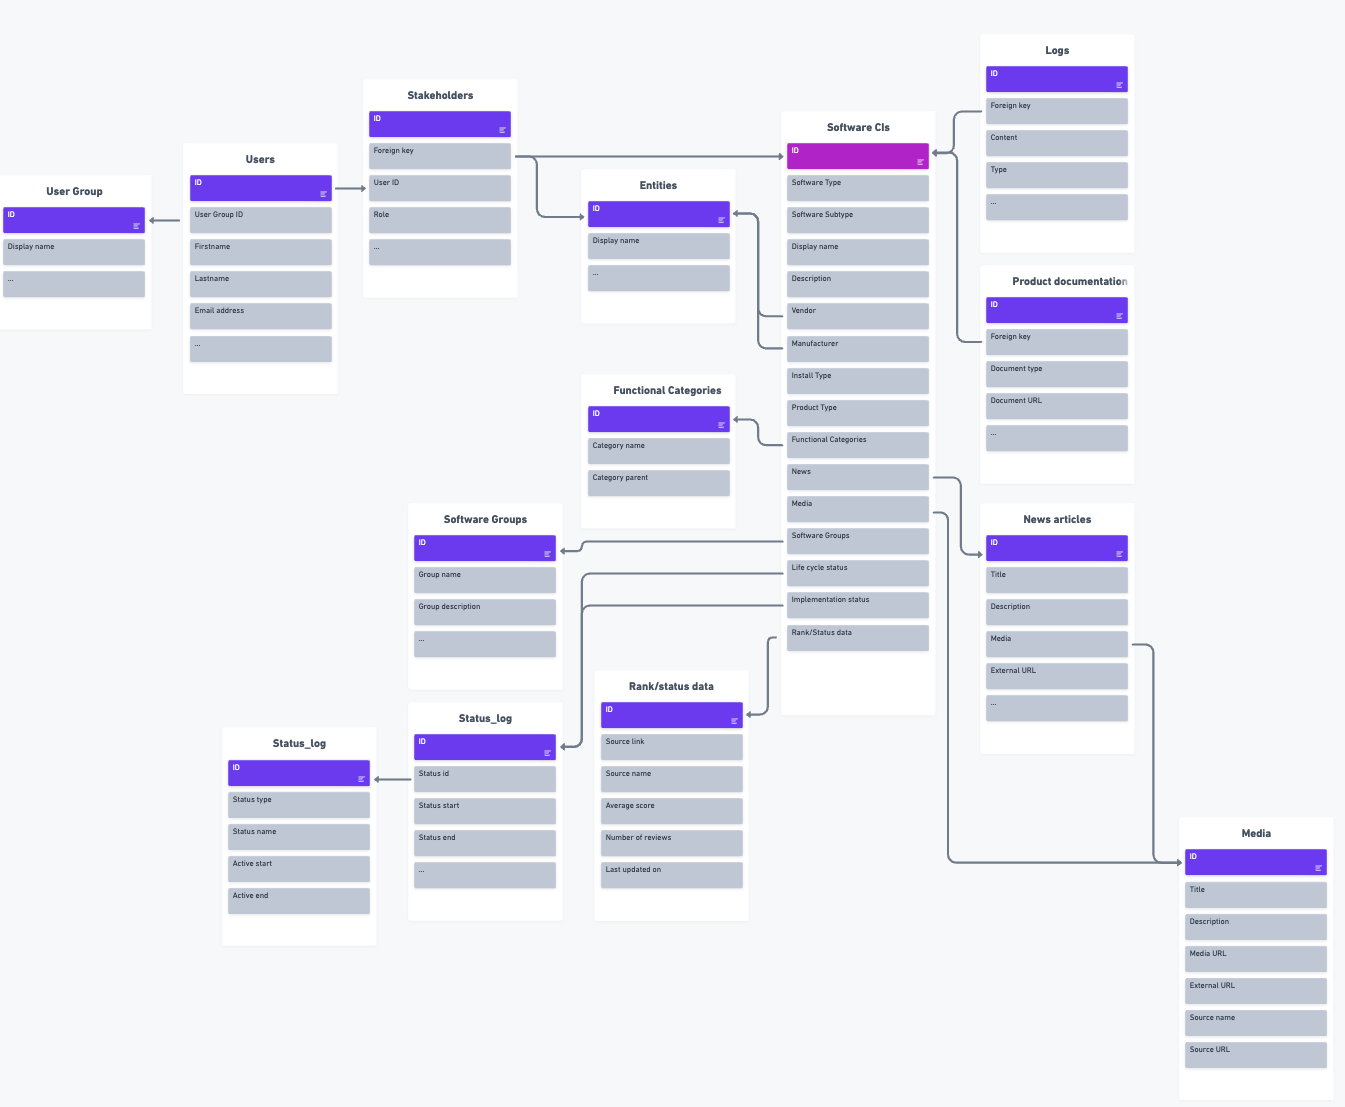 User Group
ID
Display name
...
Users
ID
User Group ID
Firstname
Lastname
Email address
...
Stakeholders
ID
Foreign key
User ID
Role
...
Entities
ID
Display name
...
Functional Categories
ID
Category name
Category parent
Software Groups
ID
Group name
Group description
...
Status_log
ID
Status id
Status start
Status end
...
Status_log
ID
Status type
Status name
Active start
Active end
Rank/status data
ID
Source link
Source name
Average score
Number of reviews
Last updated on
Software CIs
ID
Software Type
Software Subtype
Display name
Description
Vendor
Manufacturer
Install Type
Product Type
Functional Categories
News
Media
Software Groups
Life cycle status
Implementation status
Rank/Status data
Logs
ID
Foreign key
Content
Type
...
Product documentation
ID
Foreign key
Document type
Document URL
...
News articles
ID
Title
Description
Media
External URL
...
Media
ID
Title
Description
Media URL
External URL
Source name
Source URL